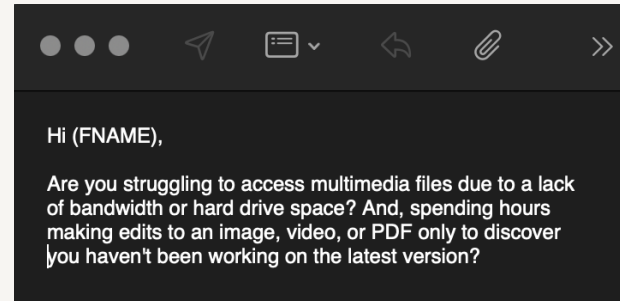 Hi (FNAME),
Are you struggling to access multimedia files due to a lack
of bandwidth or hard drive space? And, spending hours
making edits to an image, video, or PDF only to discover
you haven't been working on the latest version?